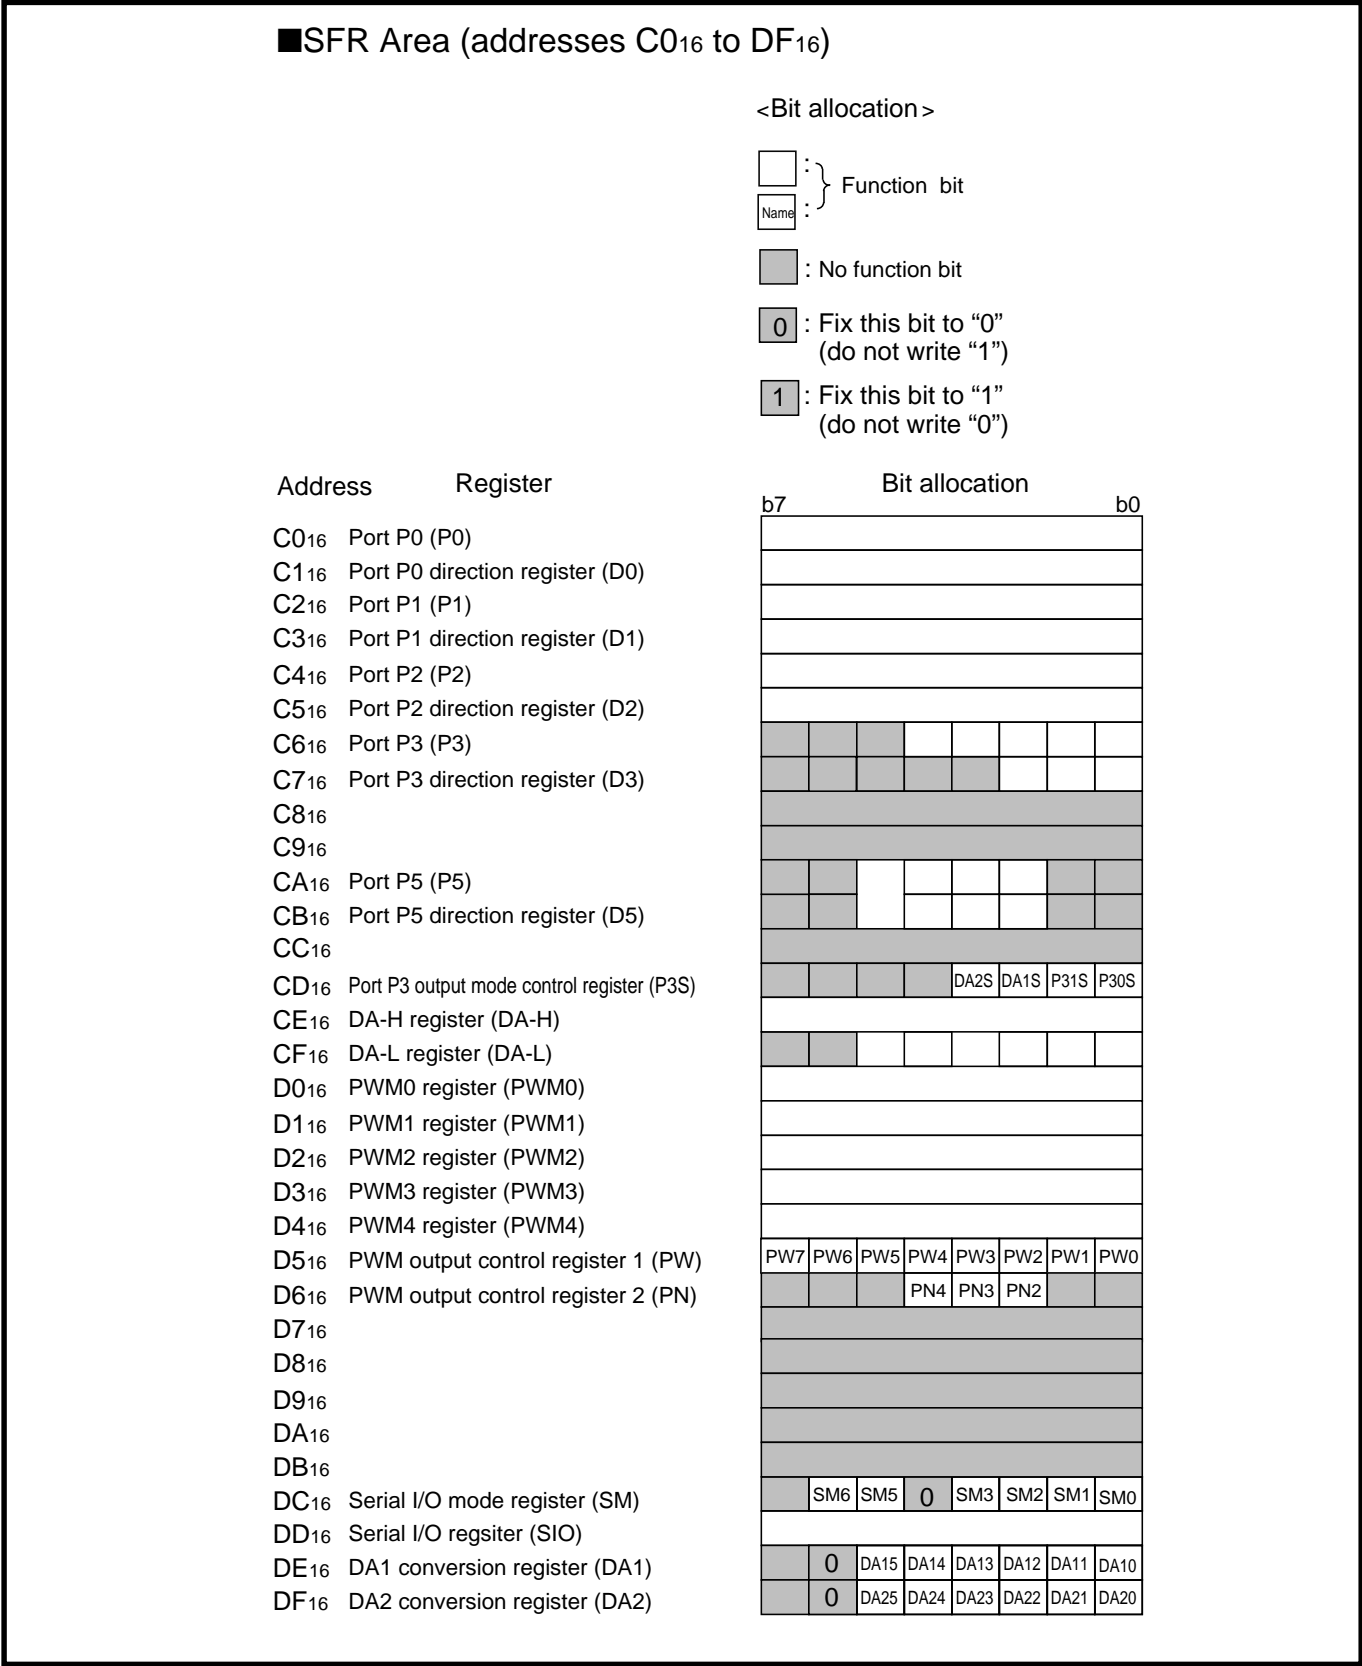 ■SFR Area (addresses C016 to DF16)
<Bit allocation>
:
Function bit
Name :
: No function bit
0 : Fix this bit to “0”
(do not write “1”)
1 : Fix this bit to “1”
(do not write “0”)
Address Register Bit allocation
b7 b0
C016 Port P0 (P0)
C116 Port P0 direction register (D0)
C216 Port P1 (P1)
C316 Port P1 direction register (D1)
C416 Port P2 (P2)
C516 Port P2 direction register (D2)
C616 Port P3 (P3)
C716 Port P3 direction register (D3)
C816
C916
CA16 Port P5 (P5)
CB16 Port P5 direction register (D5)
CC16
CD16 Port P3 output mode control register (P3S) DA2S DA1S P31S P30S
CE16 DA-H register (DA-H)
CF16 DA-L register (DA-L)
D016 PWM0 register (PWM0)
D116 PWM1 register (PWM1)
D216 PWM2 register (PWM2)
D316 PWM3 register (PWM3)
D416 PWM4 register (PWM4)
D516 PWM output control register 1 (PW) PW7 PW6 PW5 PW4 PW3 PW2 PW1 PW0
D616 PWM output control register 2 (PN) PN4 PN3 PN2
D716
D816
D916
DA16
DB16
DC16 Serial I/O mode register (SM) SM6 SM5 0 SM3 SM2 SM1 SM0
DD16 Serial I/O regsiter (SIO)
DE16 DA1 conversion register (DA1) 0 DA15 DA14 DA13 DA12 DA11 DA10
DF16 DA2 conversion register (DA2) 0 DA25 DA24 DA23 DA22 DA21 DA20